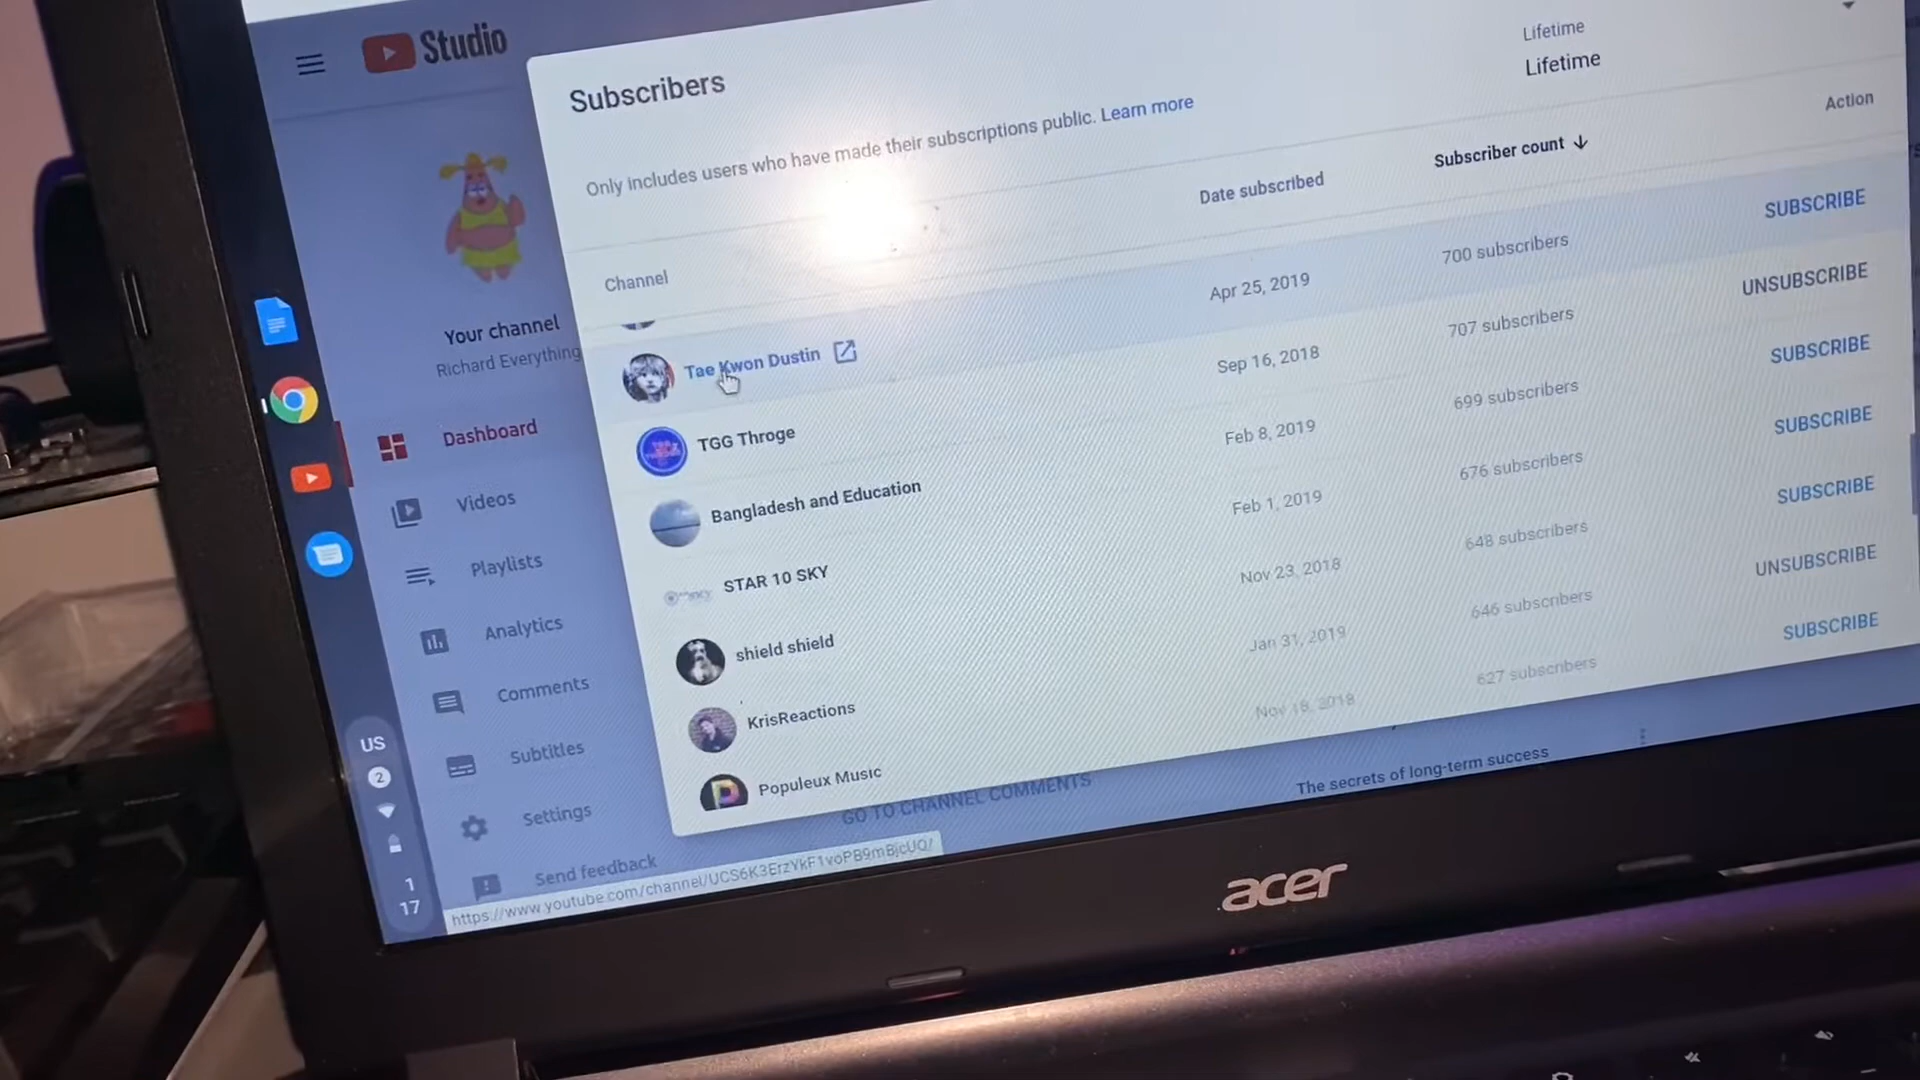 Studio
Your channel
Richard Everything
Dashboard
Videos
Playlists
Analytics
Comments
Subtitles
Settings
Send feedback
US
2
1
17
Subscribers
Lifetime
Lifetime
Only includes users who have made their subscriptions public. Learn more
Channel Date subscribed Subscriber count Action
Tae Kwon Dustin Apr 25, 2019 700 subscribers SUBSCRIBE
TGG Throge Sep 16, 2018 707 subscribers UNSUBSCRIBE
Bangladesh and Education Feb 8, 2019 699 subscribers SUBSCRIBE
STAR 10 SKY Feb 1, 2019 676 subscribers SUBSCRIBE
shield shield Nov 23, 2018 648 subscribers SUBSCRIBE
KrisReactions Jan 31, 2019 646 subscribers UNSUBSCRIBE
Populeux Music Nov 18, 2018 627 subscribers SUBSCRIBE
GO TO CHANNEL COMMENTS
The secrets of long-term success
https://www.youtube.com/channel/UCS6K3ErzYkF1voPB9mBjcUQ/
acer